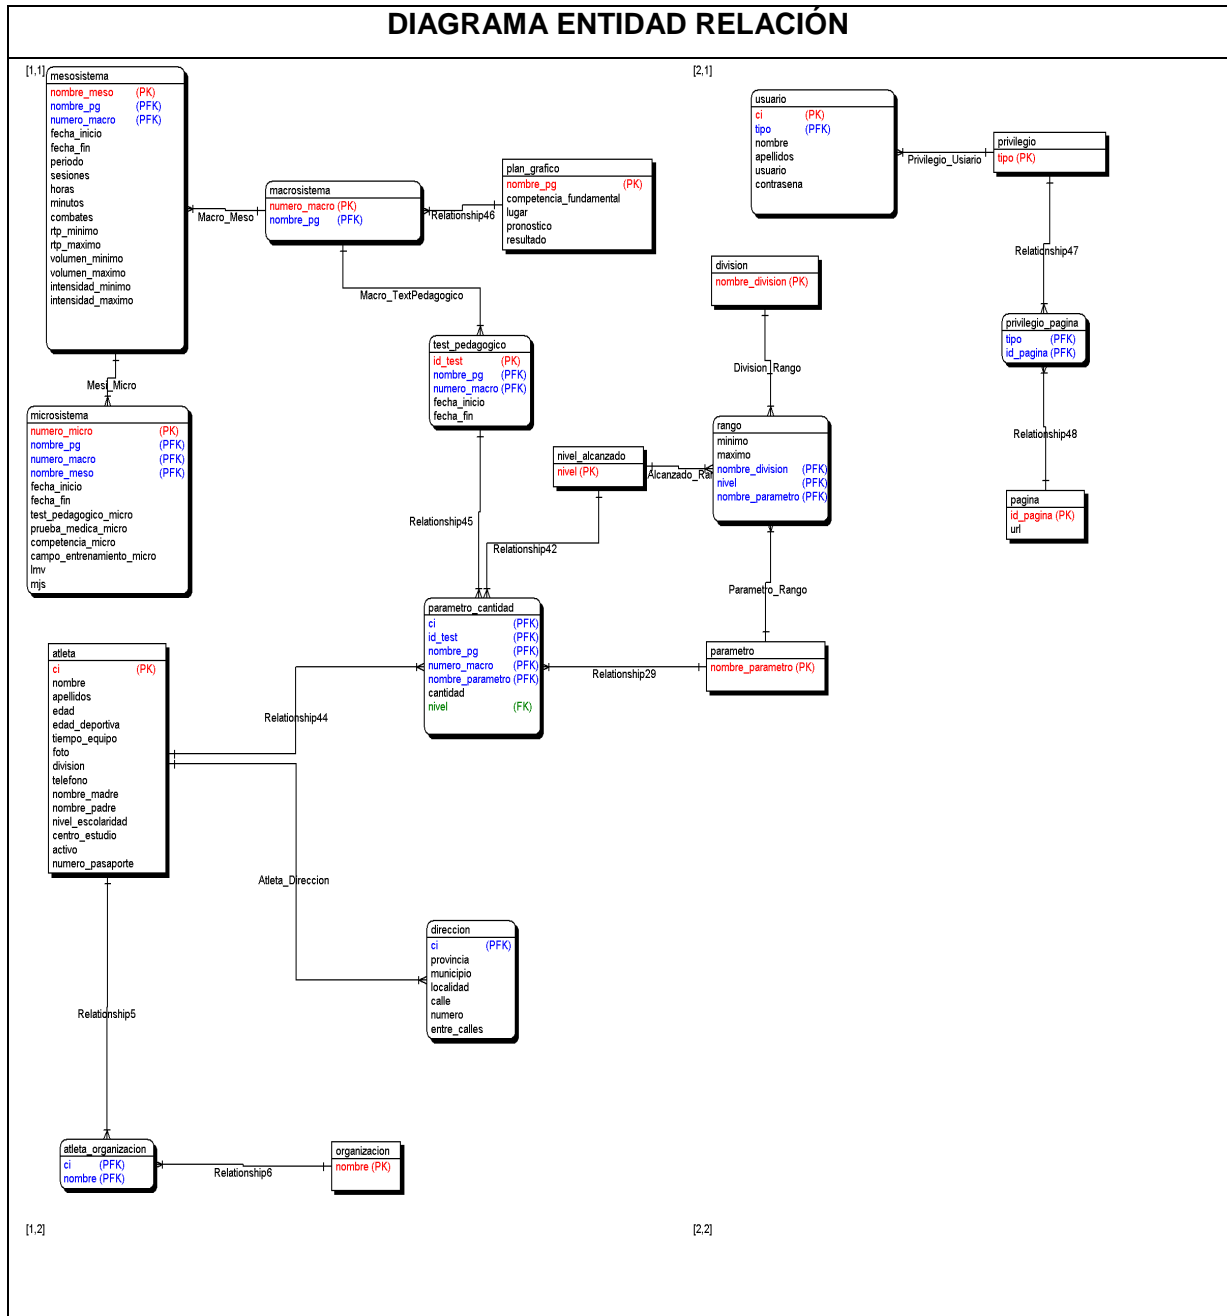 DIAGRAMA ENTIDAD RELACIÓN
[1,1]
[2,1]
mesosistema
nombre_meso (PK)
nombre_pg (PFK)
numero_macro (PFK)
fecha_inicio
fecha_fin
periodo
sesiones
horas
minutos
combates
rtp_minimo
rtp_maximo
volumen_minimo
volumen_maximo
intensidad_minimo
intensidad_maximo
Macro_Meso
macrosistema
numero_macro (PK)
nombre_pg (PFK)
Relationship46
plan_grafico
nombre_pg (PK)
competencia_fundamental
lugar
pronostico
resultado
usuario
ci (PK)
tipo (PFK)
nombre
apellidos
usuario
contrasena
Privilegio_Usiario
privilegio
tipo (PK)
Relationship47
privilegio_pagina
tipo (PFK)
id_pagina (PFK)
Relationship48
pagina
id_pagina (PK)
url
division
nombre_division (PK)
Division_Rango
Macro_TextPedagogico
test_pedagogico
id_test (PK)
nombre_pg (PFK)
numero_macro (PFK)
fecha_inicio
fecha_fin
Mesi_Micro
microsistema
numero_micro (PK)
nombre_pg (PFK)
numero_macro (PFK)
nombre_meso (PFK)
fecha_inicio
fecha_fin
test_pedagogico_micro
prueba_medica_micro
competencia_micro
campo_entrenamiento_micro
lmv
mjs
nivel_alcanzado
nivel (PK)
Alcanzado_Ran
rango
minimo
maximo
nombre_division (PFK)
nivel (PFK)
nombre_parametro (PFK)
Relationship45
Relationship42
Parametro_Rango
parametro_cantidad
ci (PFK)
id_test (PFK)
nombre_pg (PFK)
numero_macro (PFK)
nombre_parametro (PFK)
cantidad
nivel (FK)
Relationship29
parametro
nombre_parametro (PK)
atleta
ci (PK)
nombre
apellidos
edad
edad_deportiva
tiempo_equipo
foto
division
telefono
nombre_madre
nombre_padre
nivel_escolaridad
centro_estudio
activo
numero_pasaporte
Relationship44
Atleta_Direccion
direccion
ci (PFK)
provincia
municipio
localidad
calle
numero
entre_calles
Relationship5
atleta_organizacion
ci (PFK)
nombre (PFK)
Relationship6
organizacion
nombre (PK)
[1,2]
[2,2]